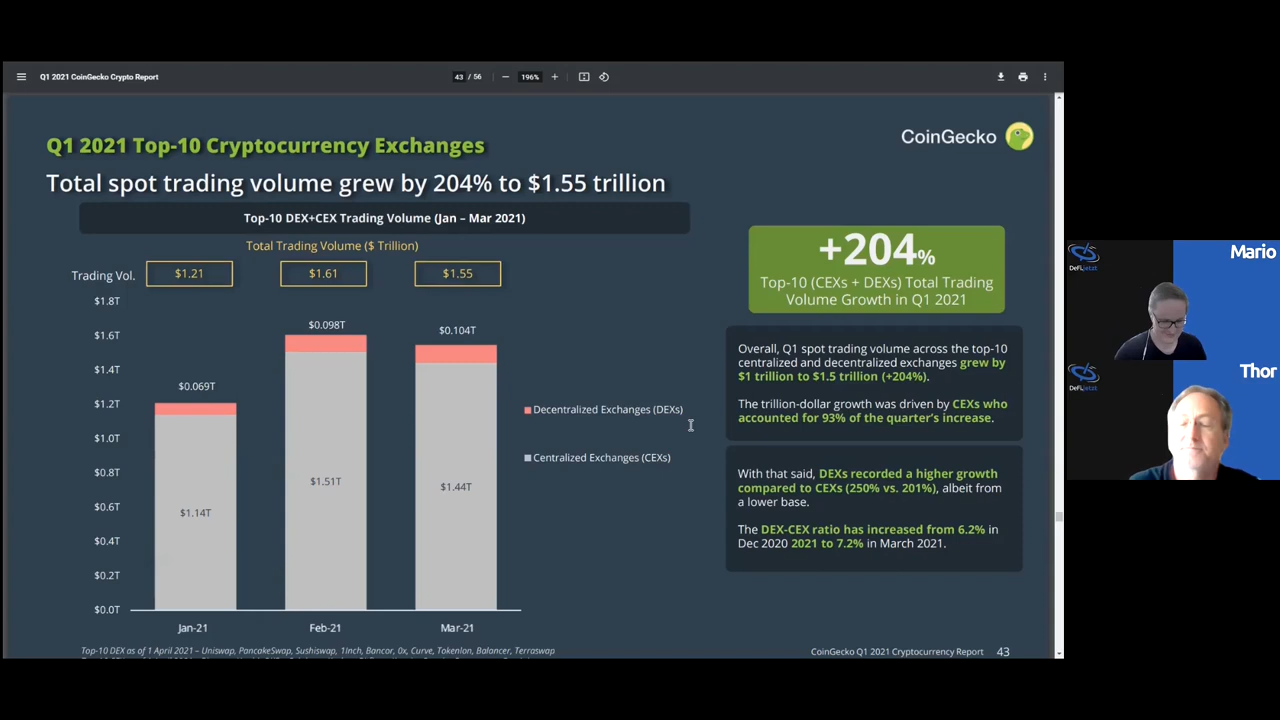 Q1 2021 CoinGecko Crypto Report
43 / 56
196%
Q1 2021 Top-10 Cryptocurrency Exchanges
CoinGecko
Total spot trading volume grew by 204% to $1.55 trillion
Top-10 DEX+CEX Trading Volume (Jan – Mar 2021)
Total Trading Volume ($ Trillion)
Trading Vol.
$1.21
$1.61
$1.55
$1.8T
$1.6T
$1.4T
$1.2T
$1.0T
$0.8T
$0.6T
$0.4T
$0.2T
$0.0T
$0.069T
$0.098T
$0.104T
$1.14T
$1.51T
$1.44T
Jan-21
Feb-21
Mar-21
Decentralized Exchanges (DEXs)
Centralized Exchanges (CEXs)
+204%
Top-10 (CEXs + DEXs) Total Trading
Volume Growth in Q1 2021
Overall, Q1 spot trading volume across the top-10
centralized and decentralized exchanges grew by
$1 trillion to $1.5 trillion (+204%).
The trillion-dollar growth was driven by CEXs who
accounted for 93% of the quarter's increase.
With that said, DEXs recorded a higher growth
compared to CEXs (250% vs. 201%), albeit from
a lower base.
The DEX-CEX ratio has increased from 6.2% in
Dec 2020 2021 to 7.2% in March 2021.
Top-10 DEX as of 1 April 2021 – Uniswap, PancakeSwap, Sushiswap, 1Inch, Bancor, 0x, Curve, Tokenlon, Balancer, Terraswap
CoinGecko Q1 2021 Cryptocurrency Report
43
DeFi.jetzt
Mario
DeFi.jetzt
Thor